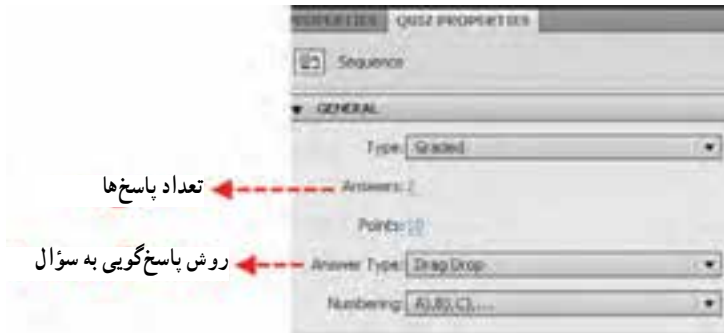 PROPERTIES QUIZ PROPERTIES
Sequence
GENERAL
Type: Graded
تعداد پاسخ‌ها
Answers: 2
Points: 10
روش پاسخ‌گویی به سؤال
Answer Type: Drag Drop
Numbering: A),B),C),....